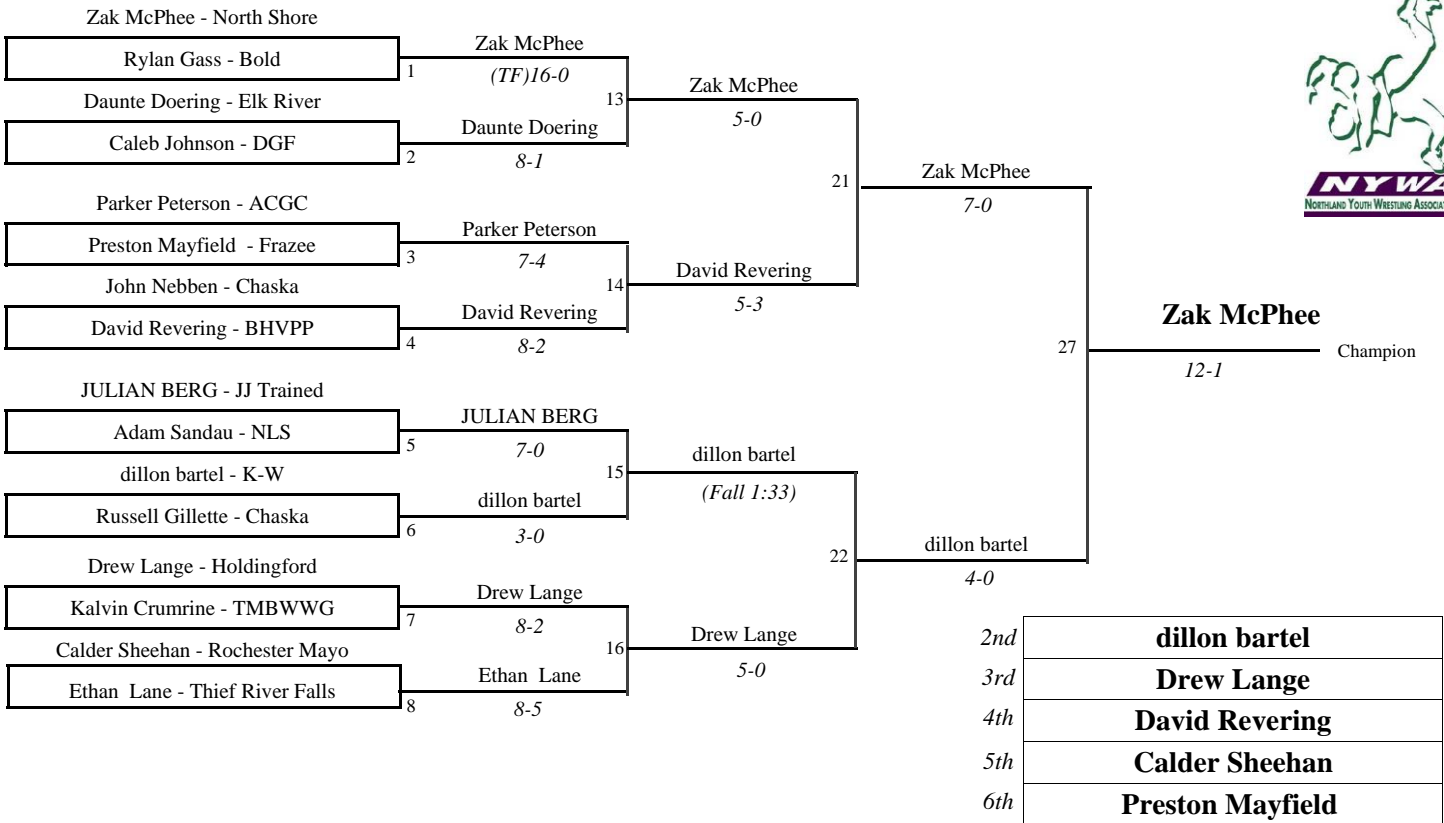 Zak McPhee - North Shore
Rylan Gass - Bold
1
Zak McPhee
(TF)16-0
Daunte Doering - Elk River
Caleb Johnson - DGF
2
Daunte Doering
8-1
13
Zak McPhee
5-0
Parker Peterson - ACGC
Preston Mayfield - Frazee
3
Parker Peterson
7-4
John Nebben - Chaska
David Revering - BHVPP
4
David Revering
8-2
14
David Revering
5-3
21
Zak McPhee
7-0
JULIAN BERG - JJ Trained
Adam Sandau - NLS
5
JULIAN BERG
7-0
dillon bartel - K-W
Russell Gillette - Chaska
6
dillon bartel
3-0
15
dillon bartel
(Fall 1:33)
Drew Lange - Holdingford
Kalvin Crumrine - TMBWWG
7
Drew Lange
8-2
Calder Sheehan - Rochester Mayo
Ethan Lane - Thief River Falls
8
Ethan Lane
8-5
16
Drew Lange
5-0
22
dillon bartel
4-0
27
Zak McPhee
12-1
Champion
NYWA
NORTHLAND YOUTH WRESTLING
2nd dillon bartel
3rd Drew Lange
4th David Revering
5th Calder Sheehan
6th Preston Mayfield